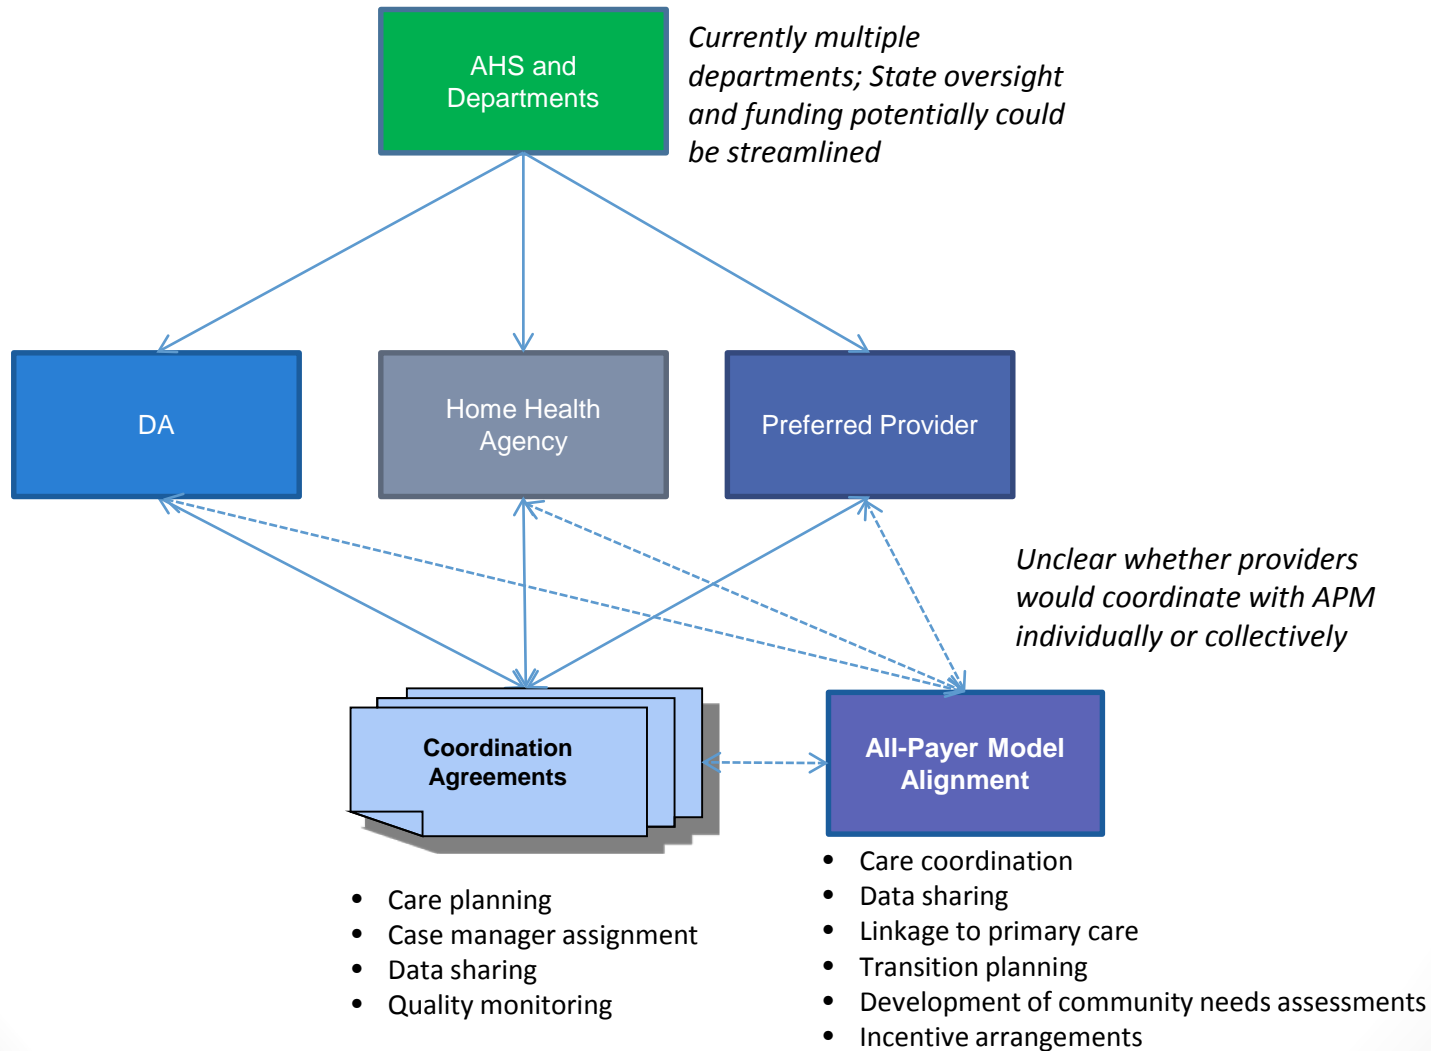 AHS and
Departments
Currently multiple
departments; State oversight
and funding potentially could
be streamlined
DA
Home Health
Agency
Preferred Provider
Unclear whether providers
would coordinate with APM
individually or collectively
Coordination
Agreements
All-Payer Model
Alignment
• Care planning
• Case manager assignment
• Data sharing
• Quality monitoring
• Care coordination
• Data sharing
• Linkage to primary care
• Transition planning
• Development of community needs assessments
• Incentive arrangements